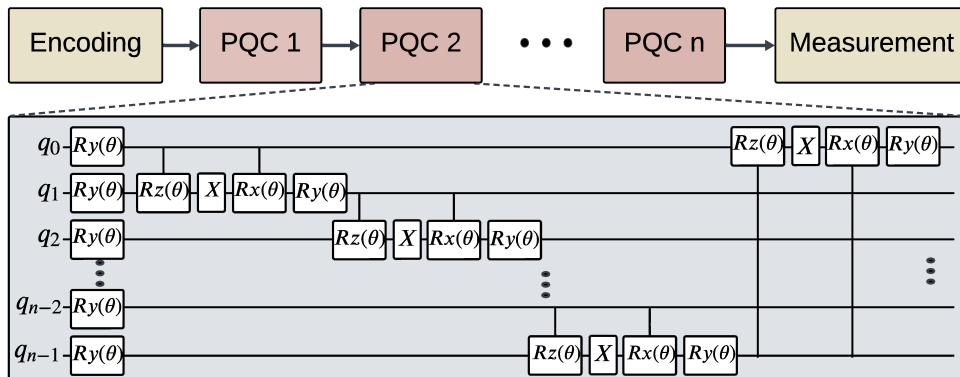 Encoding PQC 1 PQC 2 ••• PQC n Measurement
q0 Ry(θ) Rz(θ) X Rx(θ) Ry(θ)
q1 Ry(θ) Rz(θ) X Rx(θ) Ry(θ)
q2 Ry(θ) Rz(θ) X Rx(θ) Ry(θ)
qn−2 Ry(θ)
qn−1 Ry(θ) Rz(θ) X Rx(θ) Ry(θ)